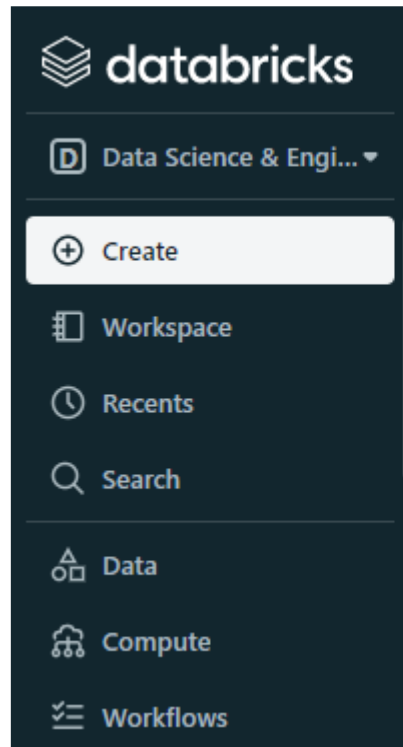 databricks
D Data Science & Engi...
Create
Workspace
Recents
Search
Data
Compute
Workflows